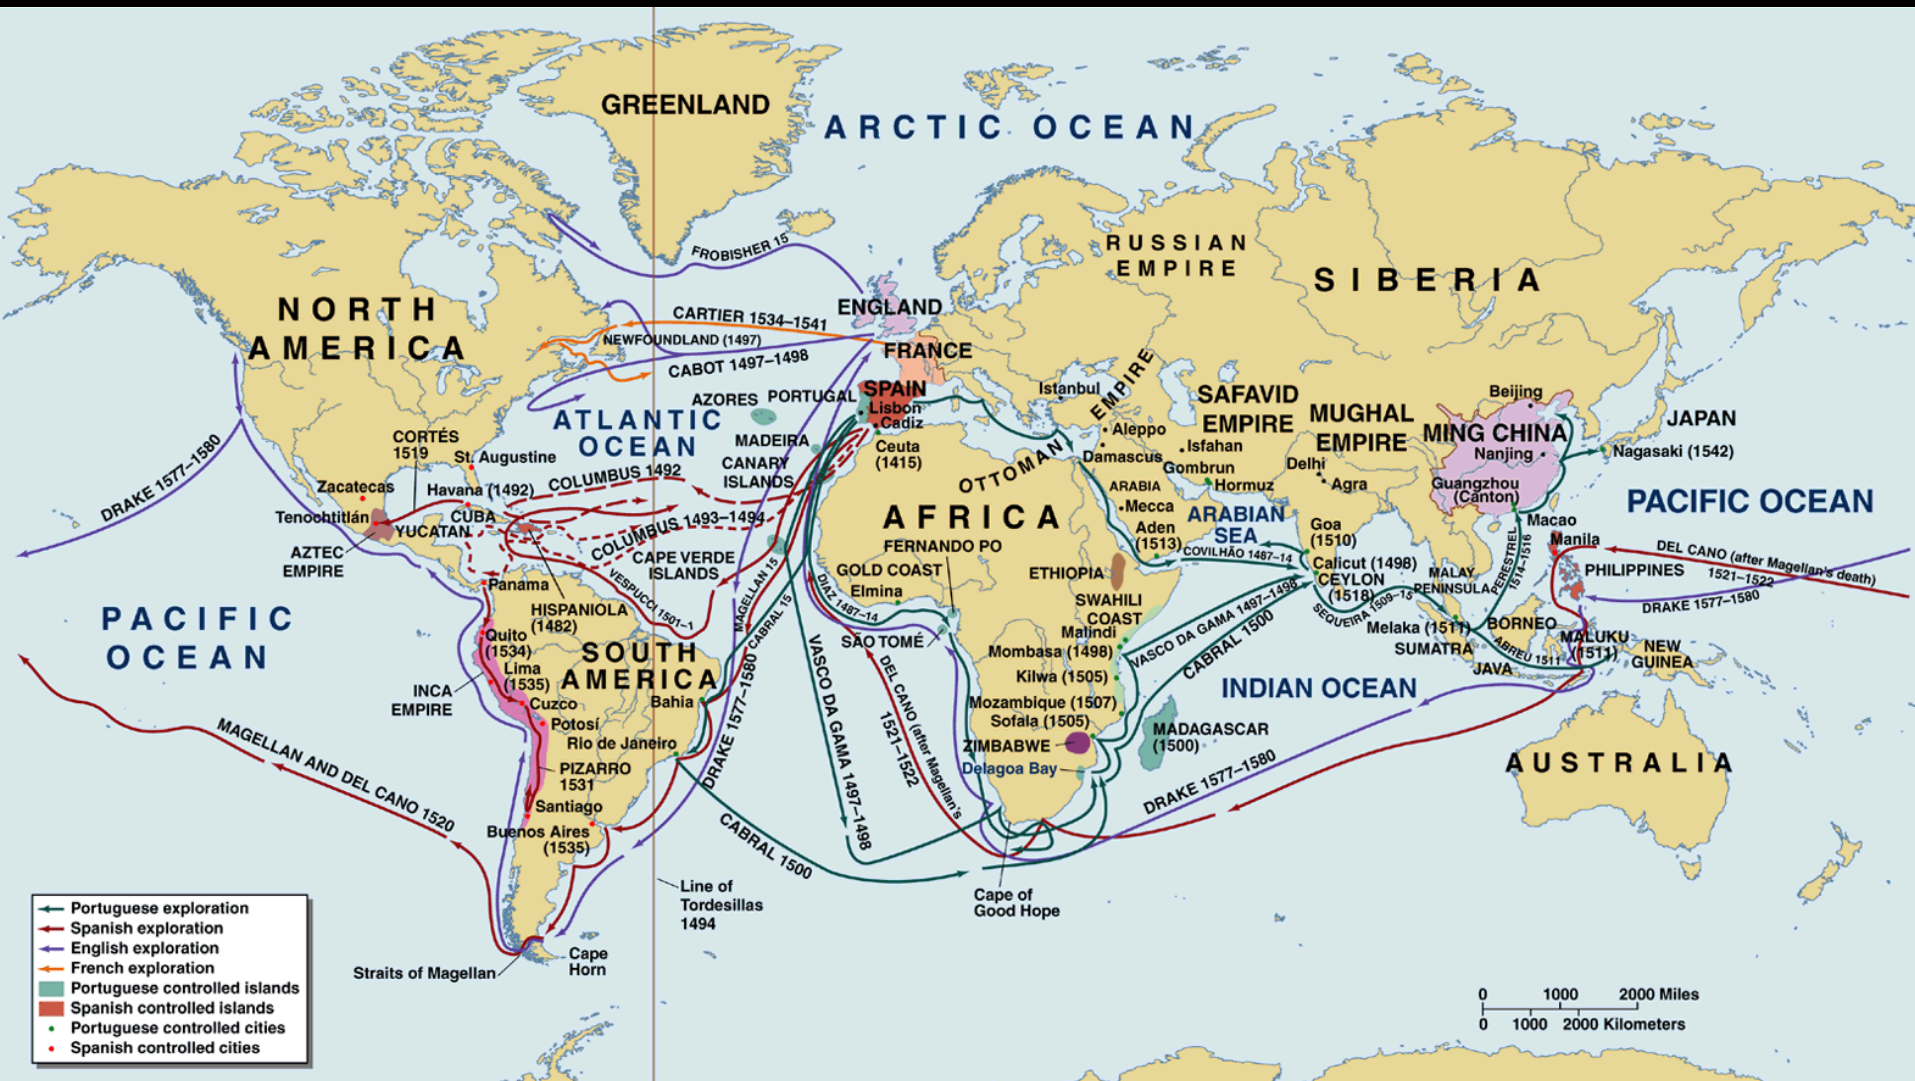 GREENLAND
ARCTIC OCEAN
FROBISHER 15
RUSSIAN
EMPIRE
SIBERIA
NORTH
AMERICA
ENGLAND
CARTIER 1534–1541
NEWFOUNDLAND (1497)
CABOT 1497–1498
FRANCE
AZORES
PORTUGAL
SPAIN
Lisbon
Cadiz
Ceuta
(1415)
ATLANTIC
OCEAN
MADEIRA
CANARY
ISLANDS
Istanbul
OTTOMAN EMPIRE
Aleppo
Damascus
SAFAVID
EMPIRE
Isfahan
Gombrun
Hormuz
MUGHAL
EMPIRE
Delhi
Agra
Beijing
MING CHINA
Nanjing
Guangzhou
(Canton)
JAPAN
Nagasaki (1542)
PACIFIC OCEAN
DRAKE 1577–1580
CORTÉS
1519
St. Augustine
Zacatecas
Havana (1492)
Tenochtitlán
CUBA
YUCATAN
AZTEC
EMPIRE
COLUMBUS 1492
COLUMBUS 1493–1494
CAPE VERDE
ISLANDS
VESPUCCI 1501–1
Panama
HISPANIOLA
(1482)
AFRICA
FERNANDO PO
GOLD COAST
Elmina
DIAZ 1487–14
SÃO TOMÉ
ARABIA
Mecca
Aden
(1513)
ARABIAN
SEA
COVILHÃO 1487–14
ETHIOPIA
SWAHILI
COAST
Malindi
Mombasa (1498)
Kilwa (1505)
Mozambique (1507)
Sofala (1505)
ZIMBABWE
Delagoa Bay
MADAGASCAR
(1500)
Goa
(1510)
Calicut (1498)
CEYLON
(1518)
VASCO DA GAMA 1497–1498
CABRAL 1500
SEQUEIRA 1509–15
MALAY
PENINSULA
Melaka (1511)
SUMATRA
PERESTREL
1514–1516
Macao
Manila
PHILIPPINES
DEL CANO (after Magellan's death)
1521–1522
DRAKE 1577–1580
BORNEO
ABREU 1511
JAVA
MALUKU
(1511)
NEW
GUINEA
INDIAN OCEAN
AUSTRALIA
DRAKE 1577–1580
PACIFIC
OCEAN
Quito
(1534)
Lima
(1535)
INCA
EMPIRE
Cuzco
Potosí
SOUTH
AMERICA
Bahia
Rio de Janeiro
PIZARRO
1531
Santiago
Buenos Aires
(1535)
MAGELLAN 15
CABRAL 15
DRAKE 1577–1580
VASCO DA GAMA 1497–1498
DEL CANO (after Magellan's
1521–1522
CABRAL 1500
MAGELLAN AND DEL CANO 1520
Line of
Tordesillas
1494
Cape of
Good Hope
Cape
Horn
Straits of Magellan
Portuguese exploration
Spanish exploration
English exploration
French exploration
Portuguese controlled islands
Spanish controlled islands
Portuguese controlled cities
Spanish controlled cities
0 1000 2000 Miles
0 1000 2000 Kilometers